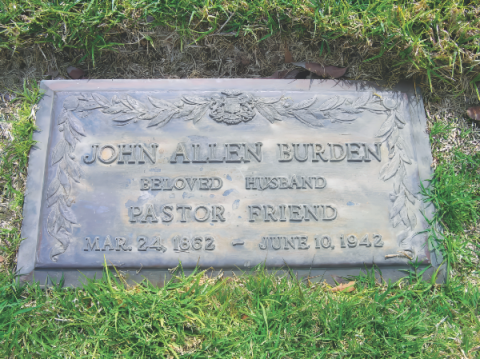 JOHN ALLEN BURDEN
BELOVED HUSBAND
PASTOR FRIEND
MAR. 24, 1862 – JUNE 10, 1942